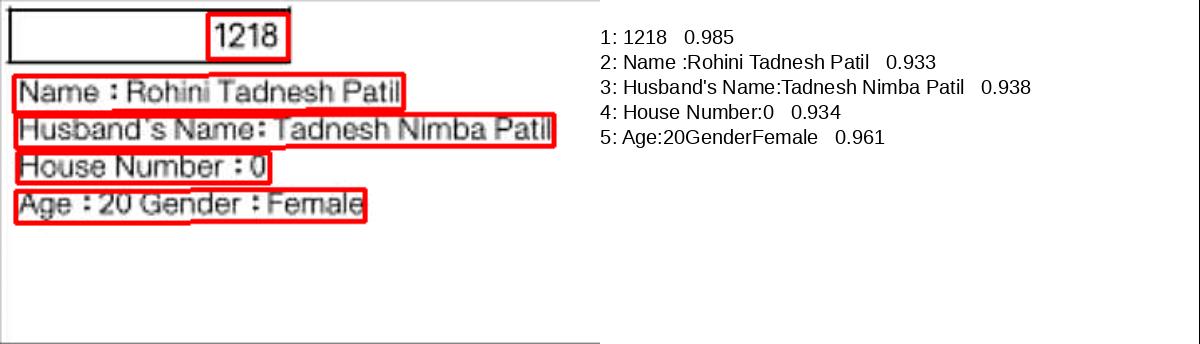 1218
Name : Rohini Tadnesh Patil
Husband's Name: Tadnesh Nimba Patil
House Number : 0
Age : 20 Gender : Female
1: 1218 0.985
2: Name :Rohini Tadnesh Patil 0.933
3: Husband's Name:Tadnesh Nimba Patil 0.938
4: House Number:0 0.934
5: Age:20GenderFemale 0.961